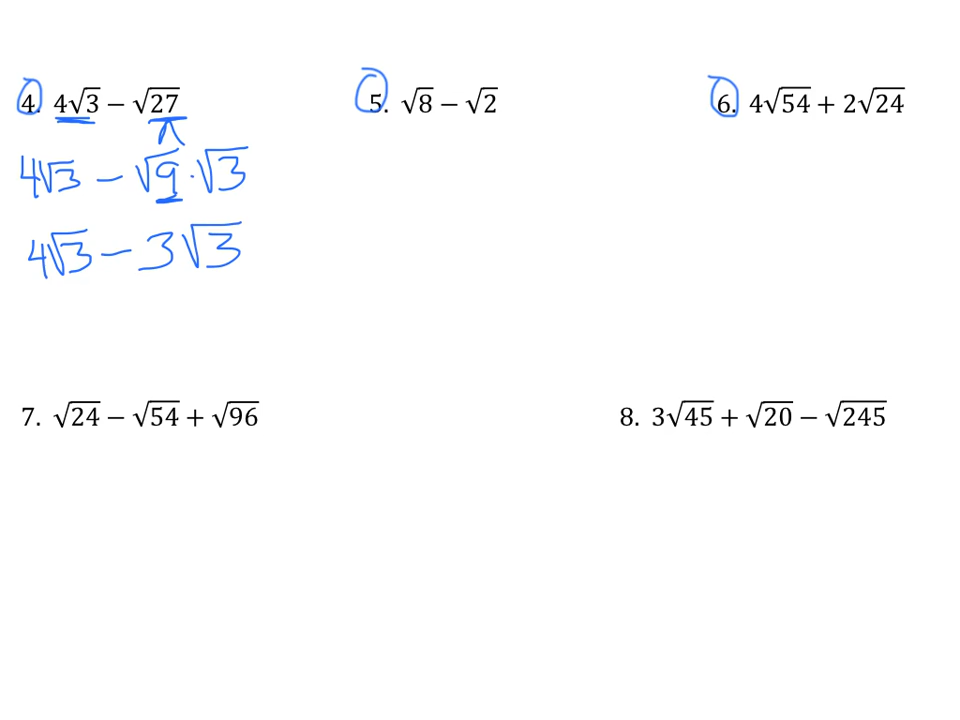 4. 4√3 − √27
4√3 − √9 · √3
4√3 − 3√3
5. √8 − √2
6. 4√54 + 2√24
7. √24 − √54 + √96
8. 3√45 + √20 − √245